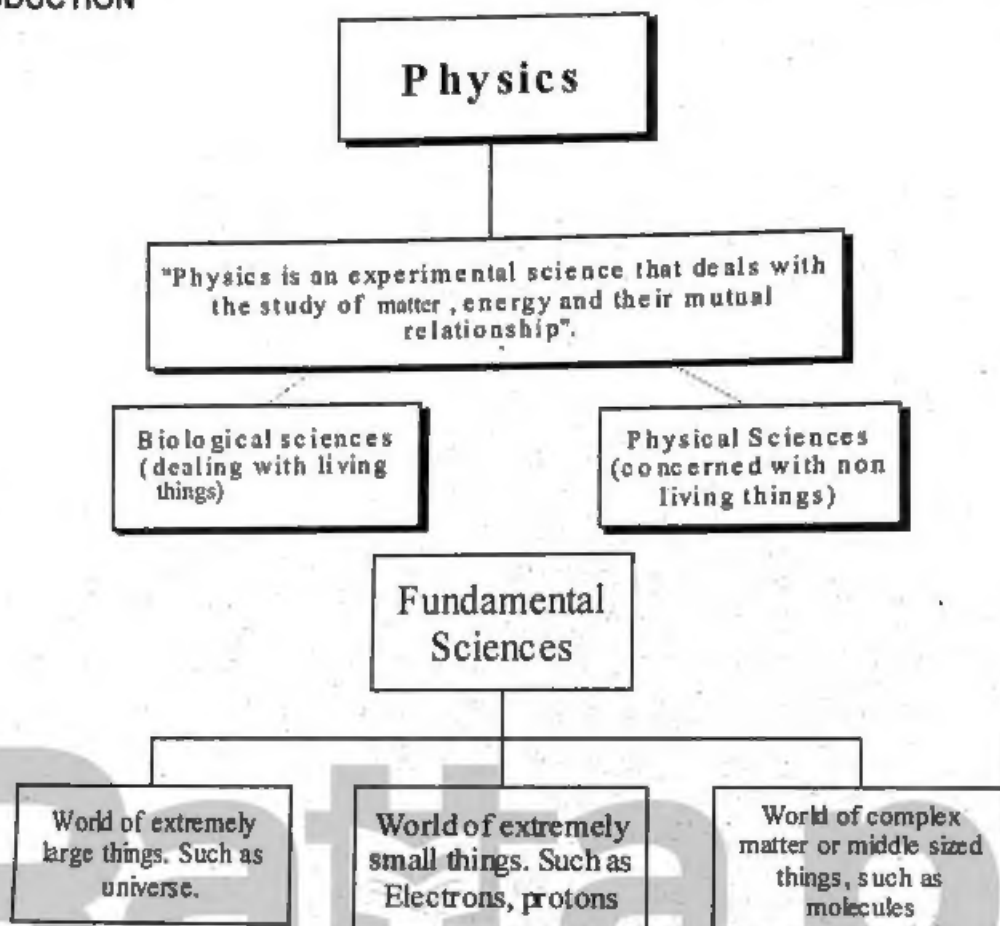 Physics
"Physics is an experimental science that deals with
the study of matter, energy and their mutual
relationship".
Biological sciences
(dealing with living
things)
Physical Sciences
(concerned with non
living things)
Fundamental
Sciences
World of extremely
large things. Such as
universe.
World of extremely
small things. Such as
Electrons, protons
World of complex
matter or middle sized
things, such as
molecules